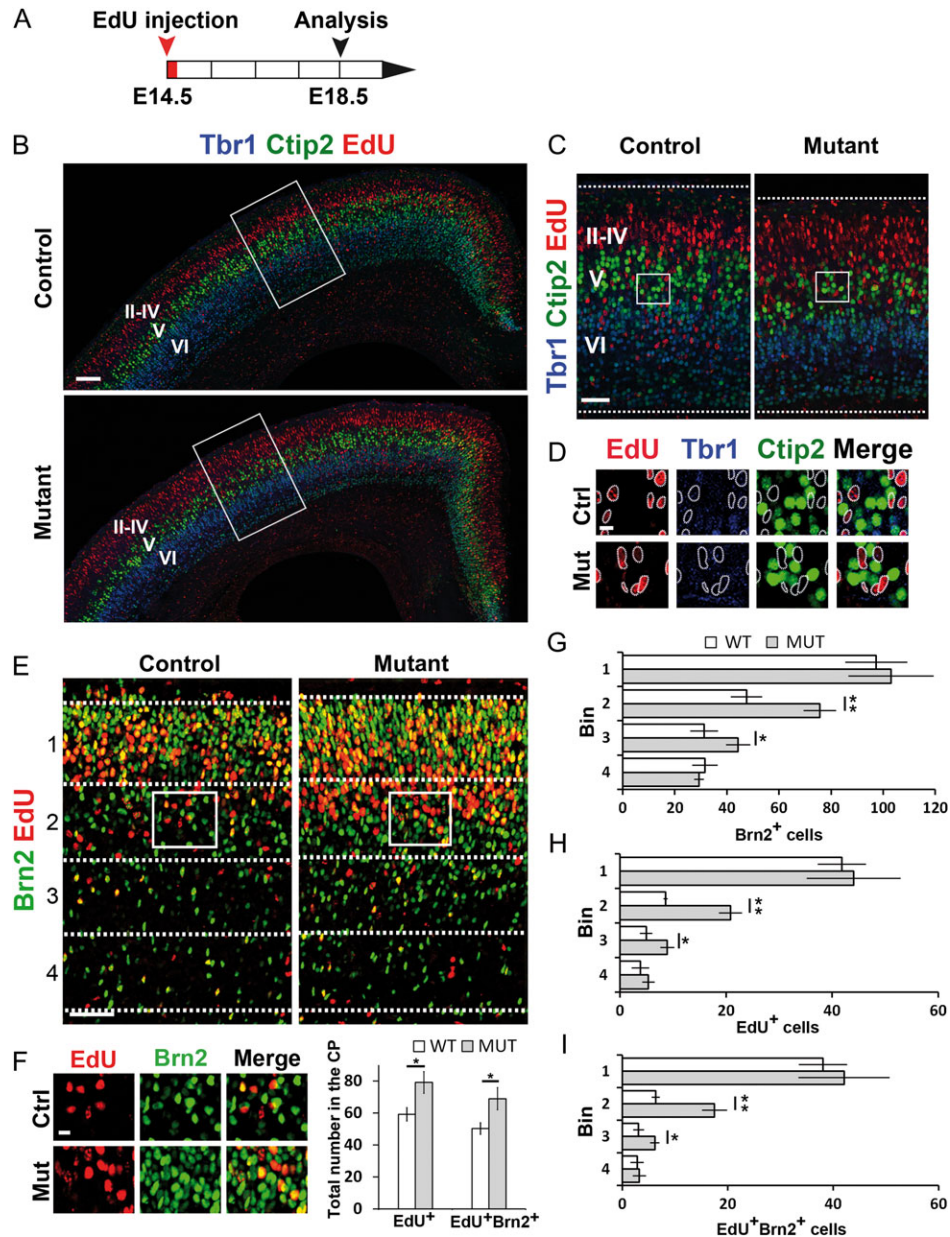 A
EdU injection
Analysis
E14.5
E18.5
B
Tbr1 Ctip2 EdU
Control
II-IV
V
VI
Mutant
II-IV
V
VI
C
Control
Mutant
Tbr1 Ctip2 EdU
II-IV
V
VI
D
EdU
Tbr1
Ctip2
Merge
Ctrl
Mut
E
Control
Mutant
Brn2 EdU
1
2
3
4
F
EdU
Brn2
Merge
Ctrl
Mut
WT
MUT
Total number in the CP
80
60
40
20
0
*
*
EdU+
EdU+Brn2+
G
WT
MUT
Bin
1
2
3
4
**
*
0
20
40
60
80
100
120
Brn2+ cells
H
Bin
1
2
3
4
**
*
0
20
40
60
EdU+ cells
I
Bin
1
2
3
4
**
*
0
20
40
60
EdU+Brn2+ cells